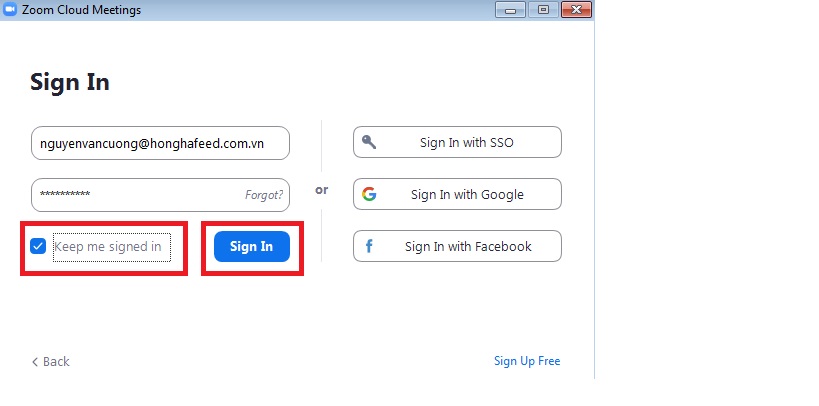 Zoom Cloud Meetings
Sign In
nguyenvancuong@honghafeed.com.vn
********** Forgot?
Keep me signed in
Sign In
or
Sign In with SSO
Sign In with Google
Sign In with Facebook
Back
Sign Up Free